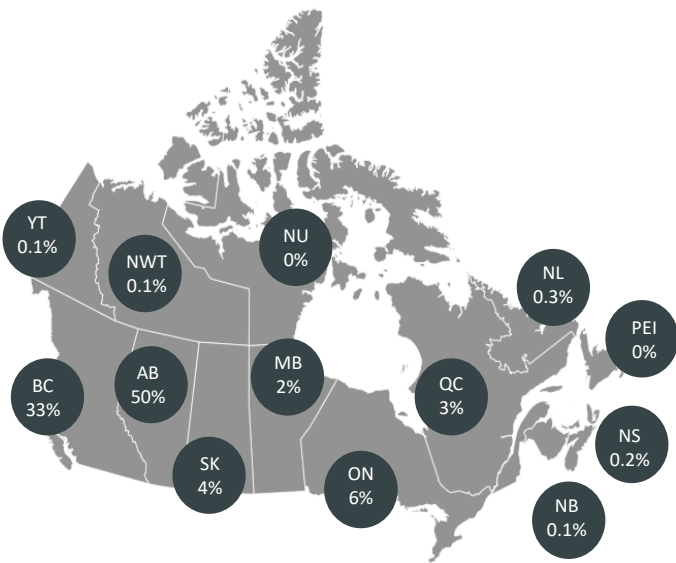 YT
0.1%
NWT
0.1%
NU
0%
NL
0.3%
PEI
0%
BC
33%
AB
50%
MB
2%
QC
3%
SK
4%
ON
6%
NS
0.2%
NB
0.1%